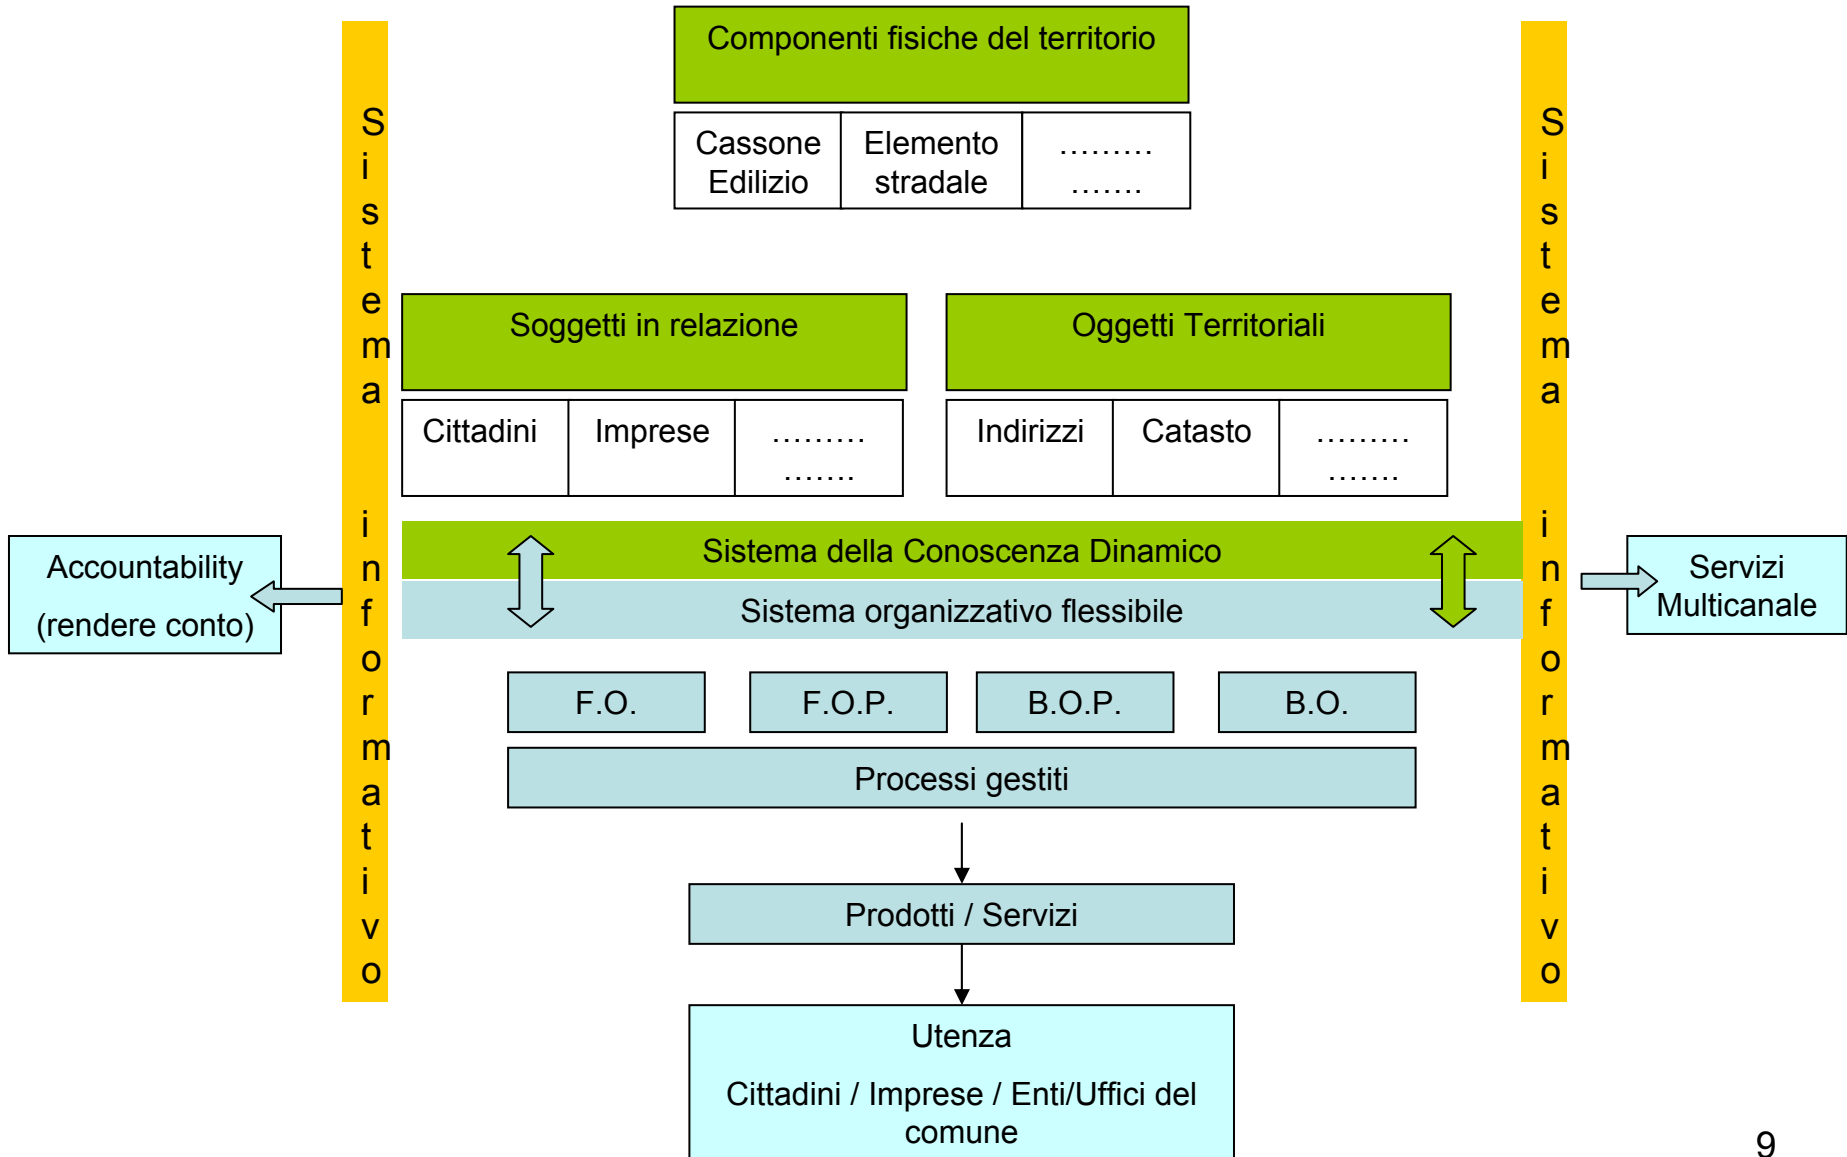 Componenti fisiche del territorio
Cassone
Edilizio
Elemento
stradale
………
…….
Sistema informativo
Sistema informativo
Soggetti in relazione
Oggetti Territoriali
Cittadini
Imprese
………
…….
Indirizzi
Catasto
………
…….
Accountability
(rendere conto)
Sistema della Conoscenza Dinamico
Sistema organizzativo flessibile
Servizi
Multicanale
F.O.
F.O.P.
B.O.P.
B.O.
Processi gestiti
Prodotti / Servizi
Utenza
Cittadini / Imprese / Enti/Uffici del
comune
9